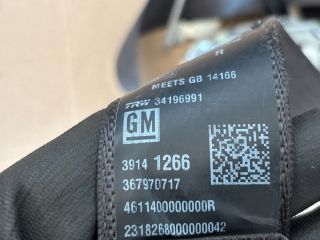 R
MEETS GB 14166
TRW 34196991
GM
3914 1266
367970717
4611400000000R
2318268000000042